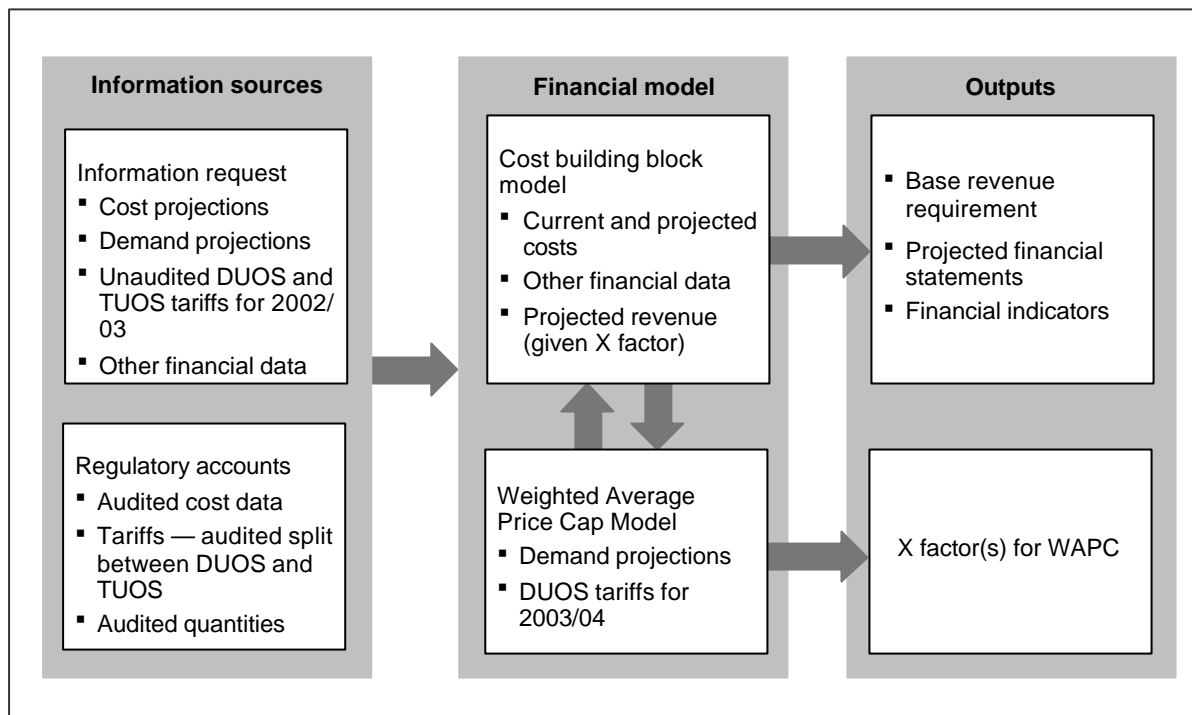 Information sources
Information request
▪ Cost projections
▪ Demand projections
▪ Unaudited DUOS and
TUOS tariffs for 2002/
03
▪ Other financial data
Regulatory accounts
▪ Audited cost data
▪ Tariffs — audited split
between DUOS and
TUOS
▪ Audited quantities
Financial model
Cost building block
model
▪ Current and projected
costs
▪ Other financial data
▪ Projected revenue
(given X factor)
Weighted Average
Price Cap Model
▪ Demand projections
▪ DUOS tariffs for
2003/04
Outputs
▪ Base revenue
requirement
▪ Projected financial
statements
▪ Financial indicators
X factor(s) for WAPC